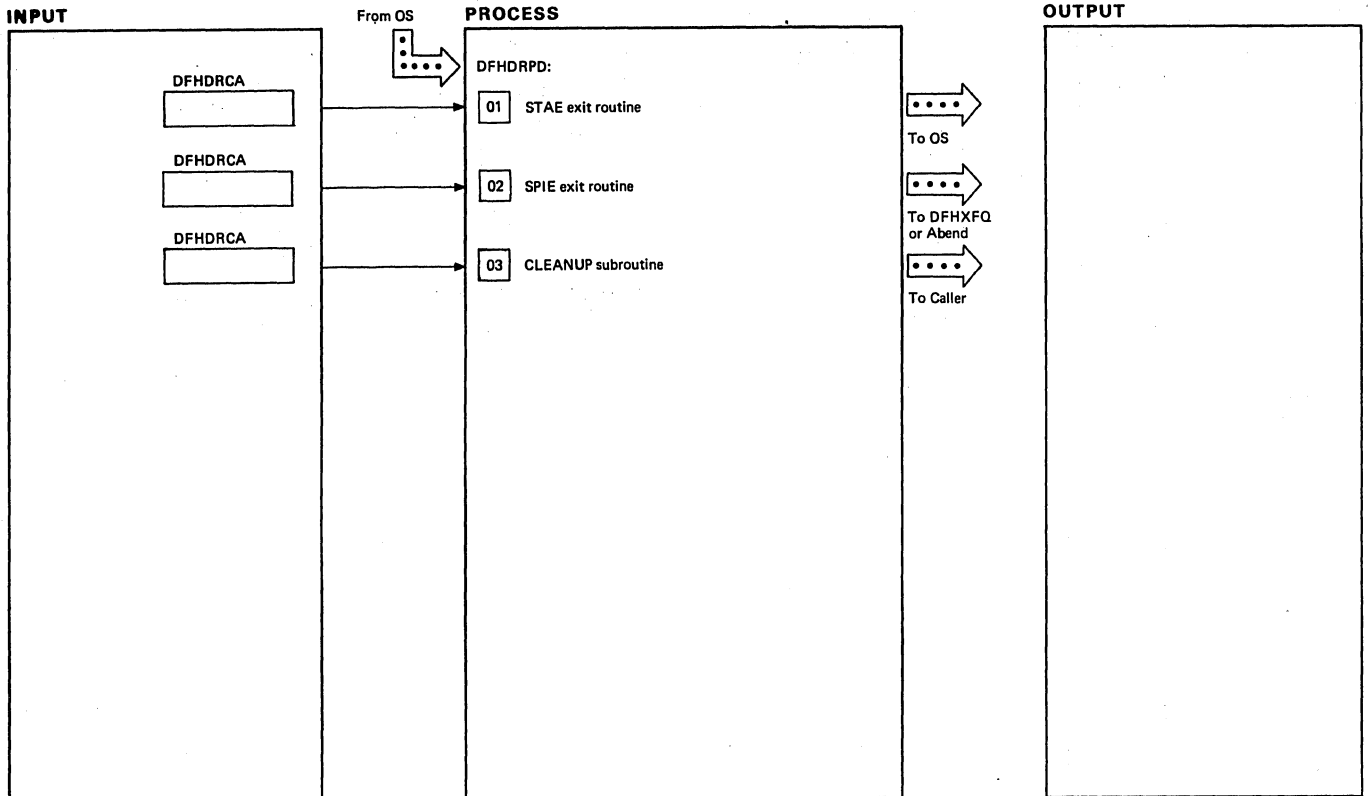 INPUT
From OS
PROCESS
OUTPUT
DFHDRPD:
DFHDRCA
01 STAE exit routine
To OS
DFHDRCA
02 SPIE exit routine
To DFHXFQ
or Abend
DFHDRCA
03 CLEANUP subroutine
To Caller